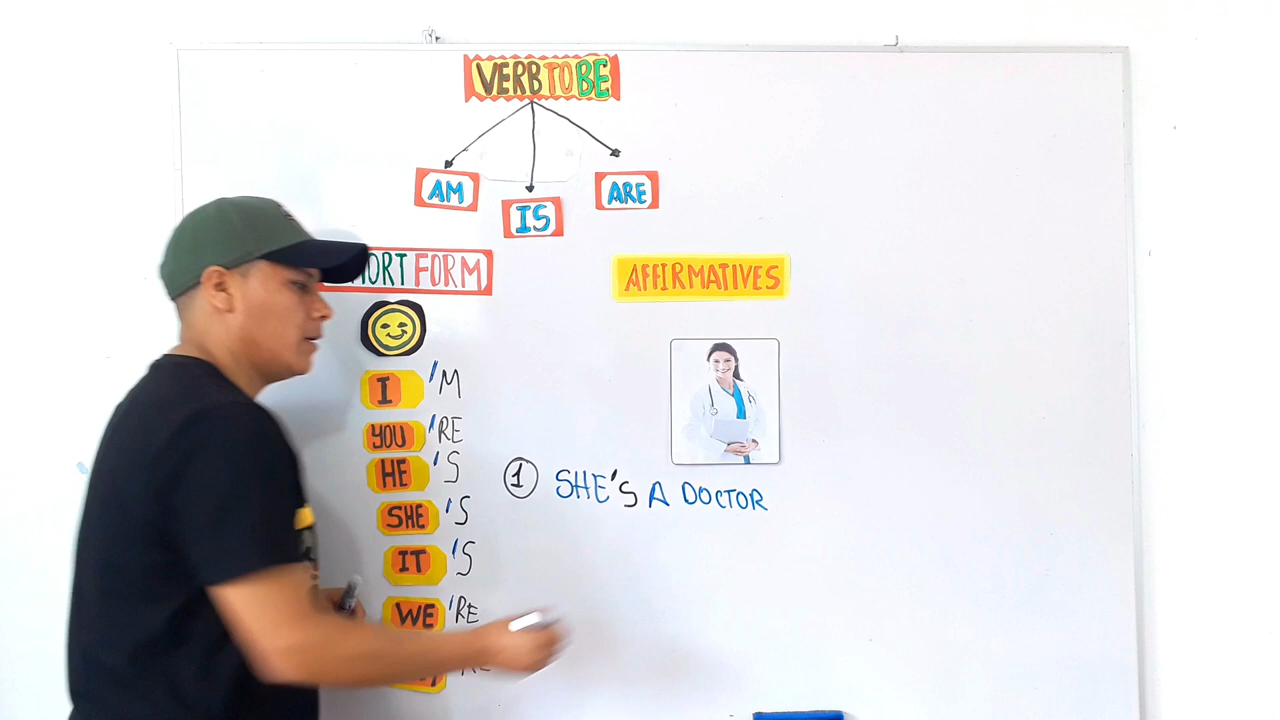 VERB TO BE
AM
IS
ARE
FORM
AFFIRMATIVES
I 'M
YOU 'RE
HE 'S
SHE 'S
IT 'S
WE 'RE
1 SHE'S A DOCTOR